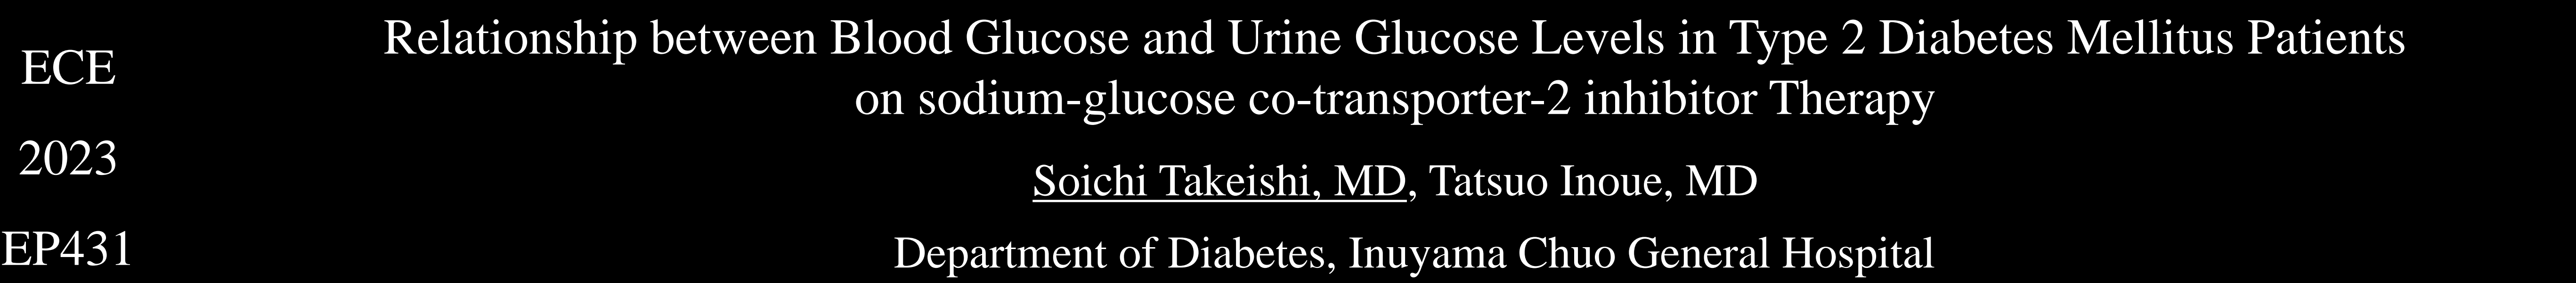 ECE
2023
EP431
Relationship between Blood Glucose and Urine Glucose Levels in Type 2 Diabetes Mellitus Patients
on sodium-glucose co-transporter-2 inhibitor Therapy
Soichi Takeishi, MD, Tatsuo Inoue, MD
Department of Diabetes, Inuyama Chuo General Hospital